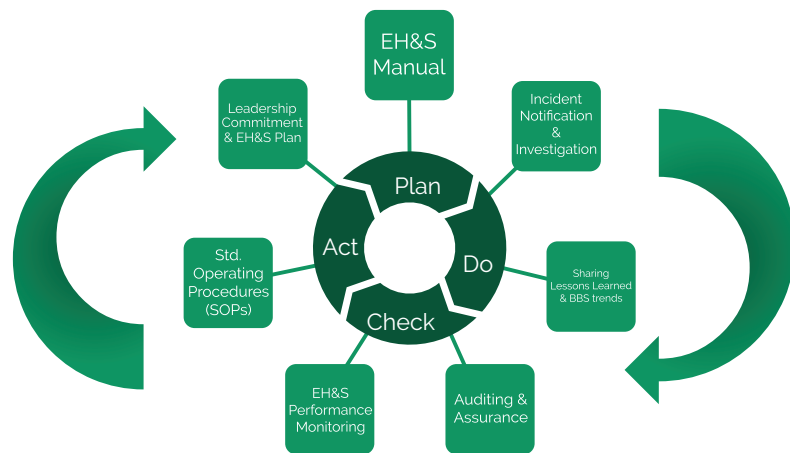 EH&S
Manual
Leadership
Commitment
& EH&S Plan
Incident
Notification
&
Investigation
Plan
Act
Do
Check
Std.
Operating
Procedures
(SOPs)
Sharing
Lessons Learned
& BBS trends
EH&S
Performance
Monitoring
Auditing &
Assurance